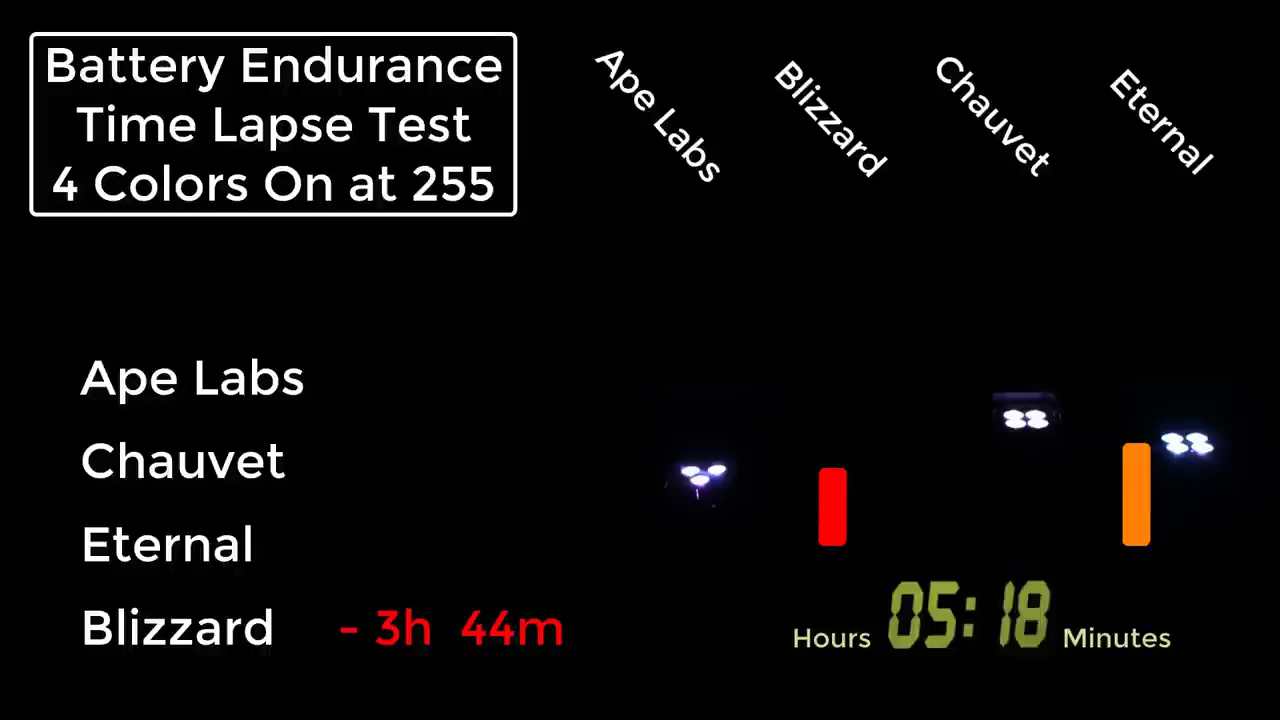 Battery Endurance
Time Lapse Test
4 Colors On at 255
Ape Labs
Blizzard
Chauvet
Eternal
Ape Labs
Chauvet
Eternal
Blizzard - 3h 44m
Hours 05:18 Minutes